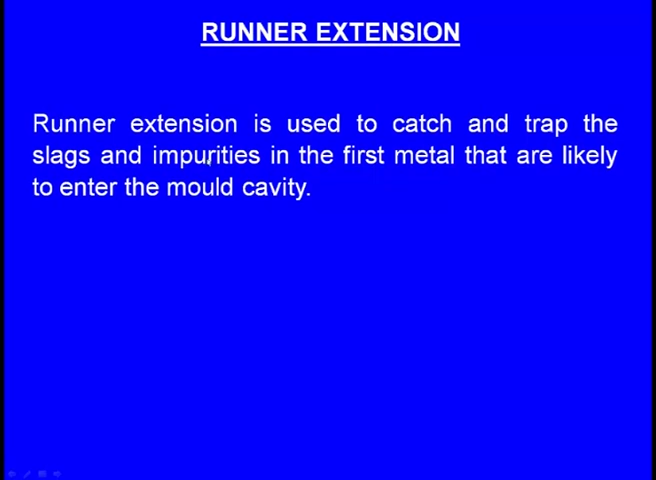 RUNNER EXTENSION
Runner extension is used to catch and trap the
slags and impurities in the first metal that are likely
to enter the mould cavity.